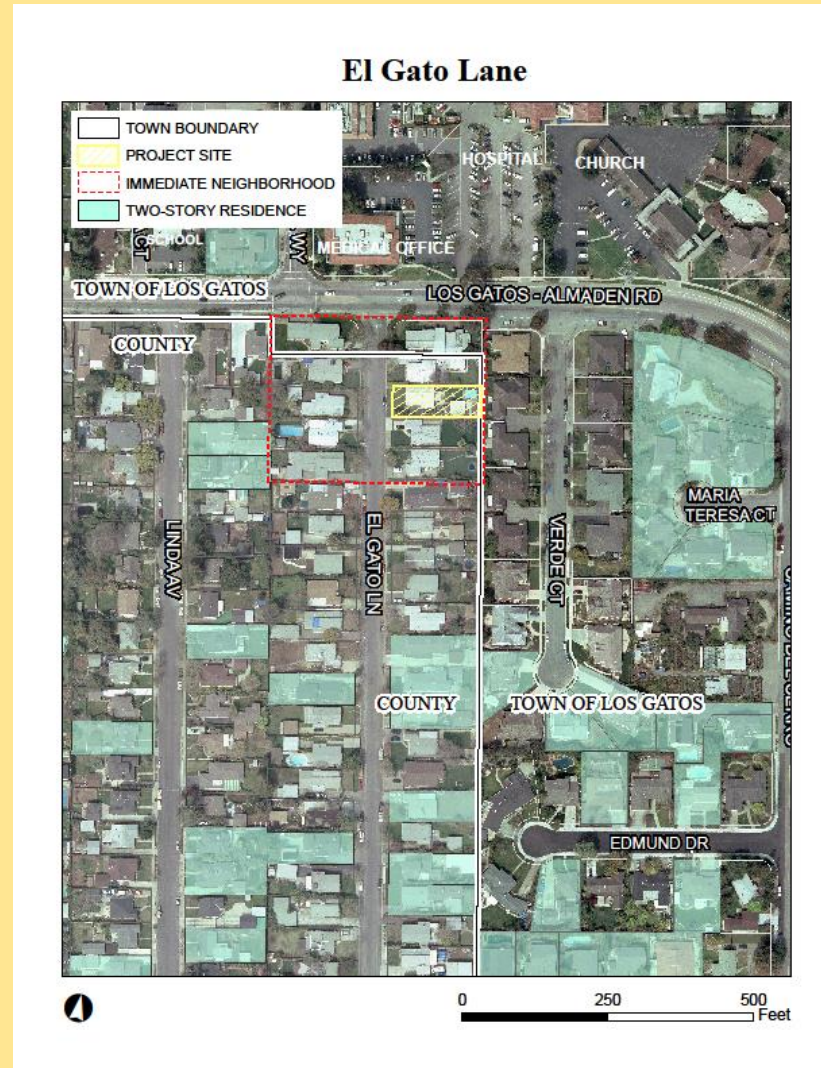 El Gato Lane
TOWN BOUNDARY
PROJECT SITE
IMMEDIATE NEIGHBORHOOD
TWO-STORY RESIDENCE
HOSPITAL
CHURCH
SCHOOL
MEDICAL OFFICE
WY
CT
TOWN OF LOS GATOS
LOS GATOS - ALMADEN RD
COUNTY
MARIA
TERESA CT
LINDA AV
EL GATO LN
VERDE CT
COUNTY
TOWN OF LOS GATOS
EDMUND DR
0 250 500
Feet